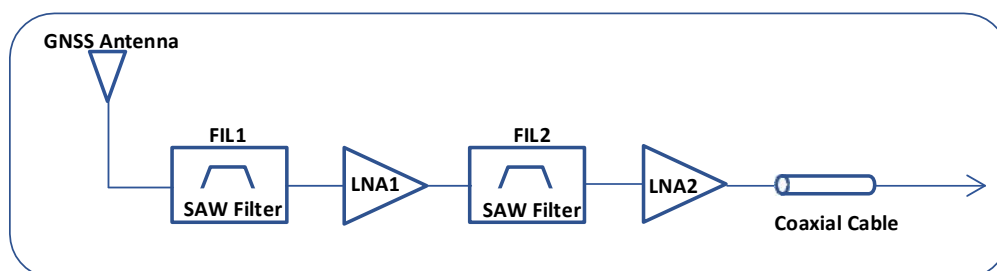 GNSS Antenna
FIL1
SAW Filter
LNA1
FIL2
SAW Filter
LNA2
Coaxial Cable